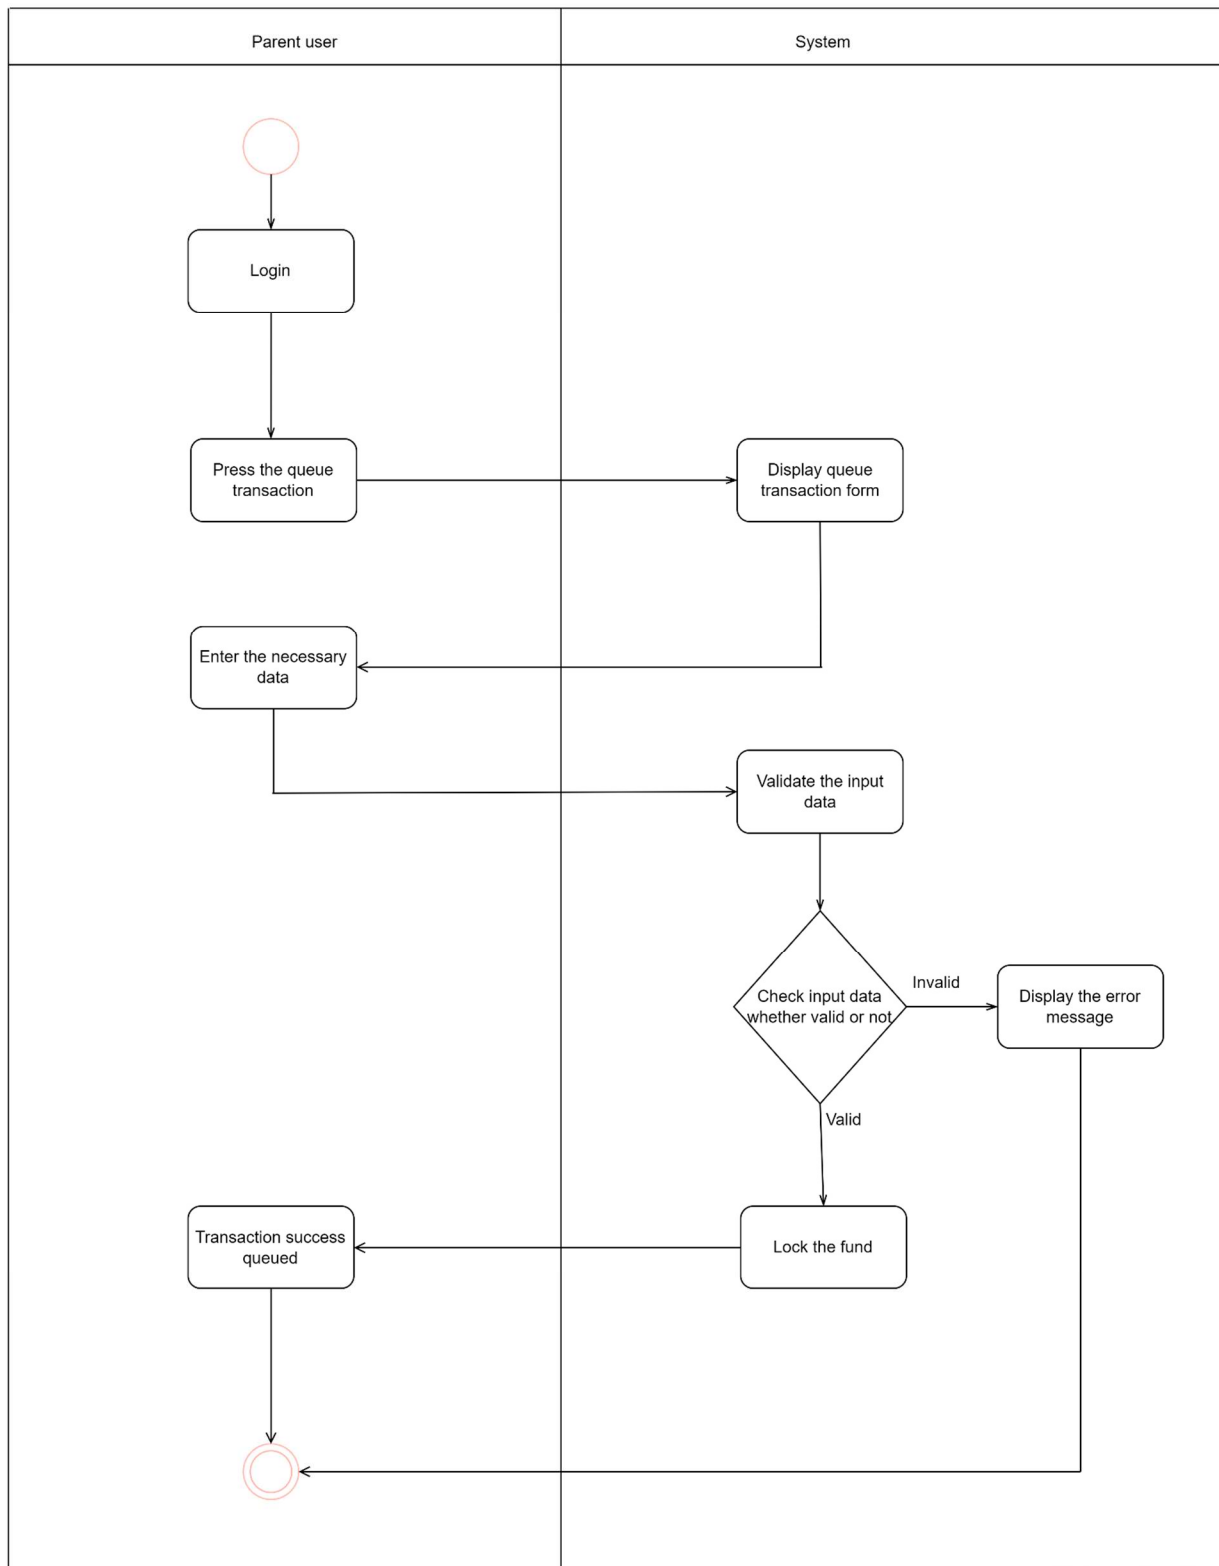 Parent user
System
Login
Press the queue
transaction
Display queue
transaction form
Enter the necessary
data
Validate the input
data
Check input data
whether valid or not
Invalid
Display the error
message
Valid
Transaction success
queued
Lock the fund